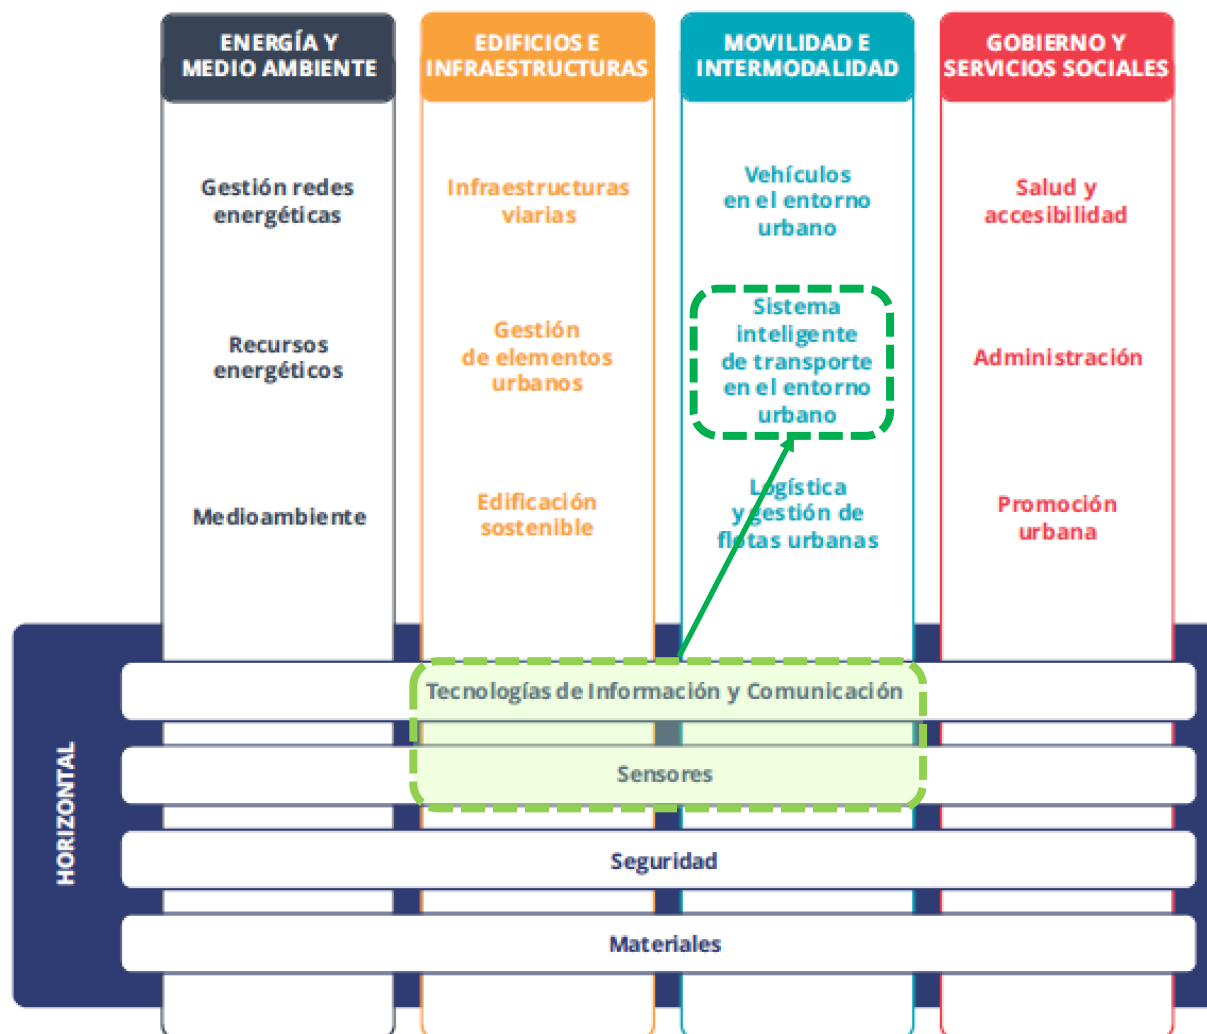 ENERGÍA Y
MEDIO AMBIENTE
Gestión redes
energéticas
Recursos
energéticos
Medioambiente
EDIFICIOS E
INFRAESTRUCTURAS
Infraestructuras
viarias
Gestión
de elementos
urbanos
Edificación
sostenible
MOVILIDAD E
INTERMODALIDAD
Vehículos
en el entorno
urbano
Sistema
inteligente
de transporte
en el entorno
urbano
Logística
y gestión de
flotas urbanas
GOBIERNO Y
SERVICIOS SOCIALES
Salud y
accesibilidad
Administración
Promoción
urbana
HORIZONTAL
Tecnologías de Información y Comunicación
Sensores
Seguridad
Materiales